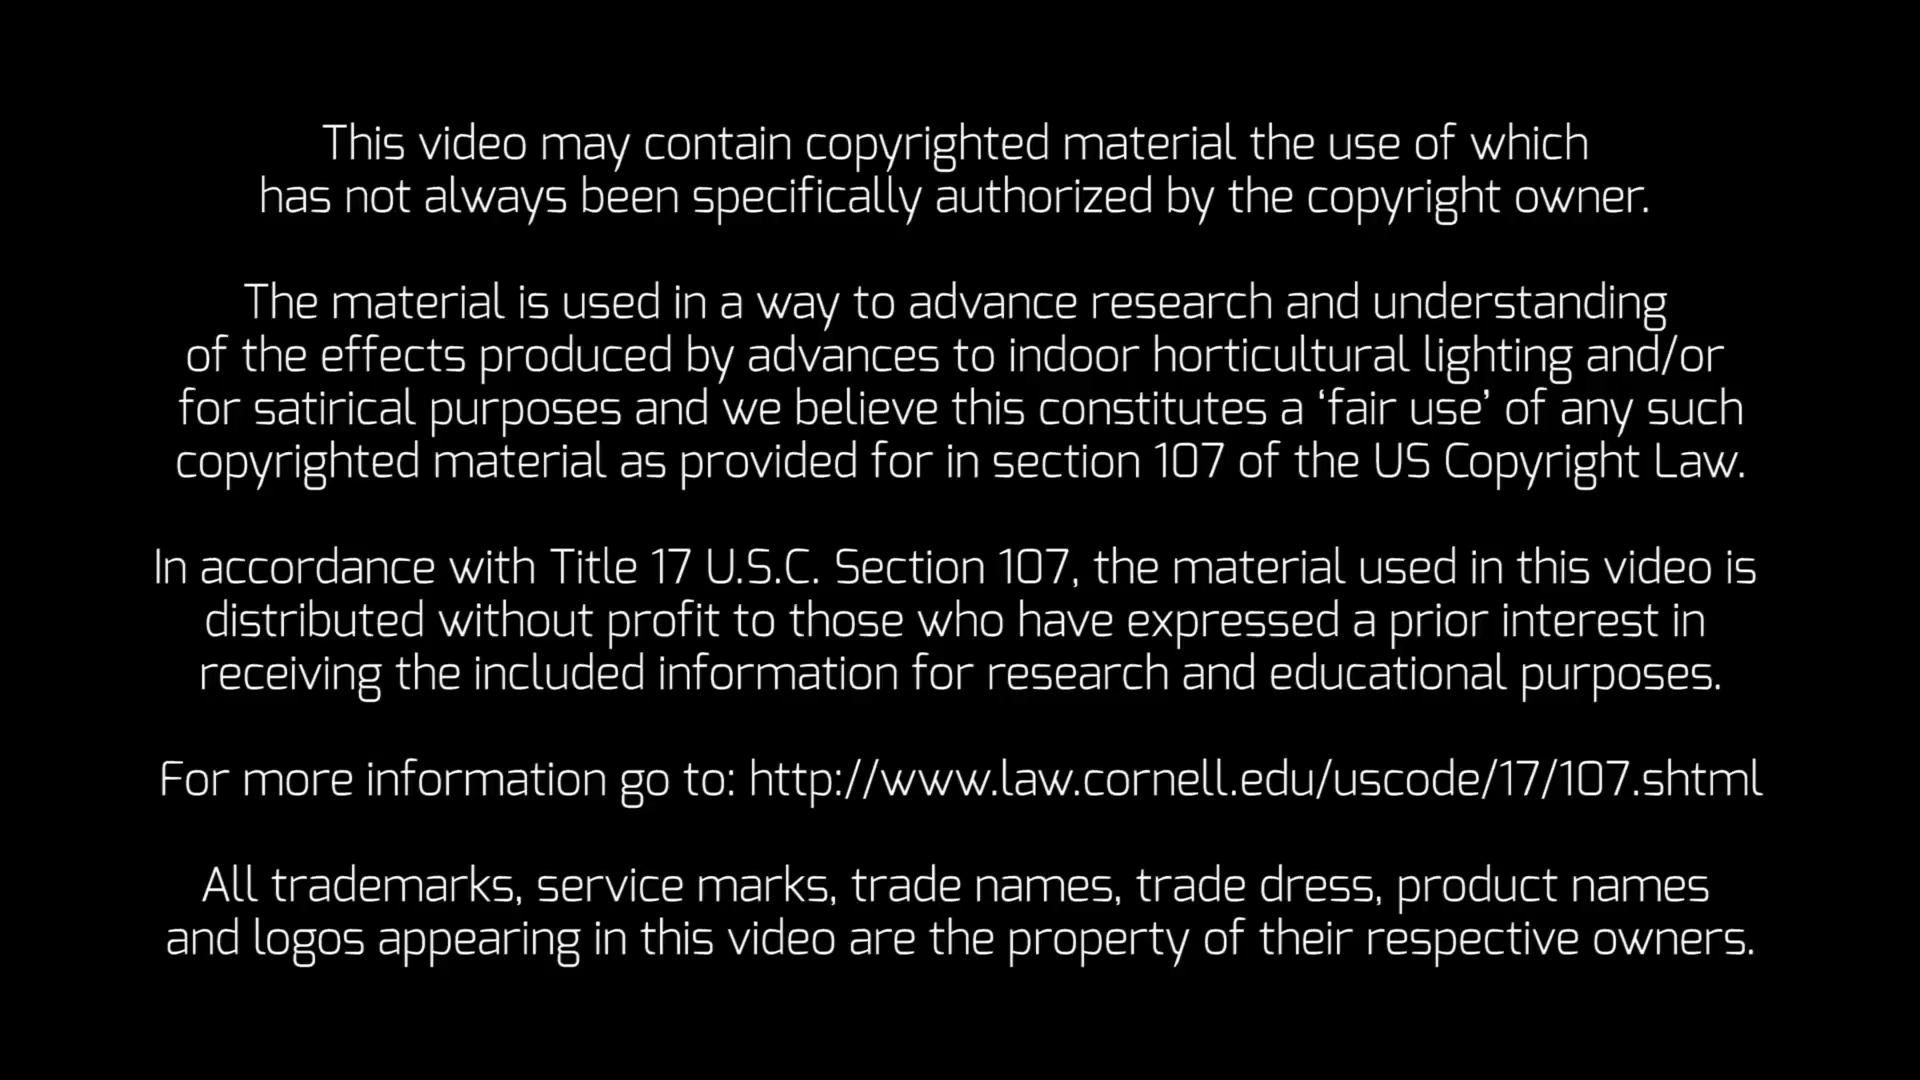 This video may contain copyrighted material the use of which
has not always been specifically authorized by the copyright owner.
The material is used in a way to advance research and understanding
of the effects produced by advances to indoor horticultural lighting and/or
for satirical purposes and we believe this constitutes a ‘fair use’ of any such
copyrighted material as provided for in section 107 of the US Copyright Law.
In accordance with Title 17 U.S.C. Section 107, the material used in this video is
distributed without profit to those who have expressed a prior interest in
receiving the included information for research and educational purposes.
For more information go to: http://www.law.cornell.edu/uscode/17/107.shtml
All trademarks, service marks, trade names, trade dress, product names
and logos appearing in this video are the property of their respective owners.